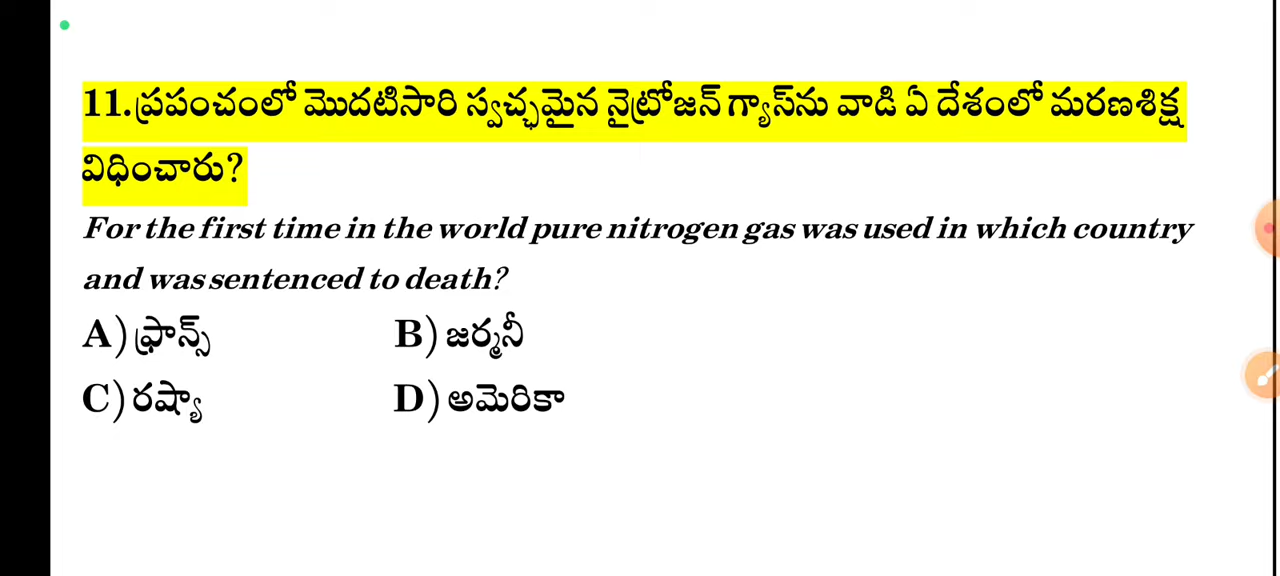 11.ప్రపంచంలో మొదటిసారి స్వచ్ఛమైన నైట్రోజన్ గ్యాస్‌ను వాడి ఏ దేశంలో మరణశిక్ష
విధించారు?
For the first time in the world pure nitrogen gas was used in which country
and was sentenced to death?
A) ఫ్రాన్స్ B) జర్మనీ
C) రష్యా D) అమెరికా